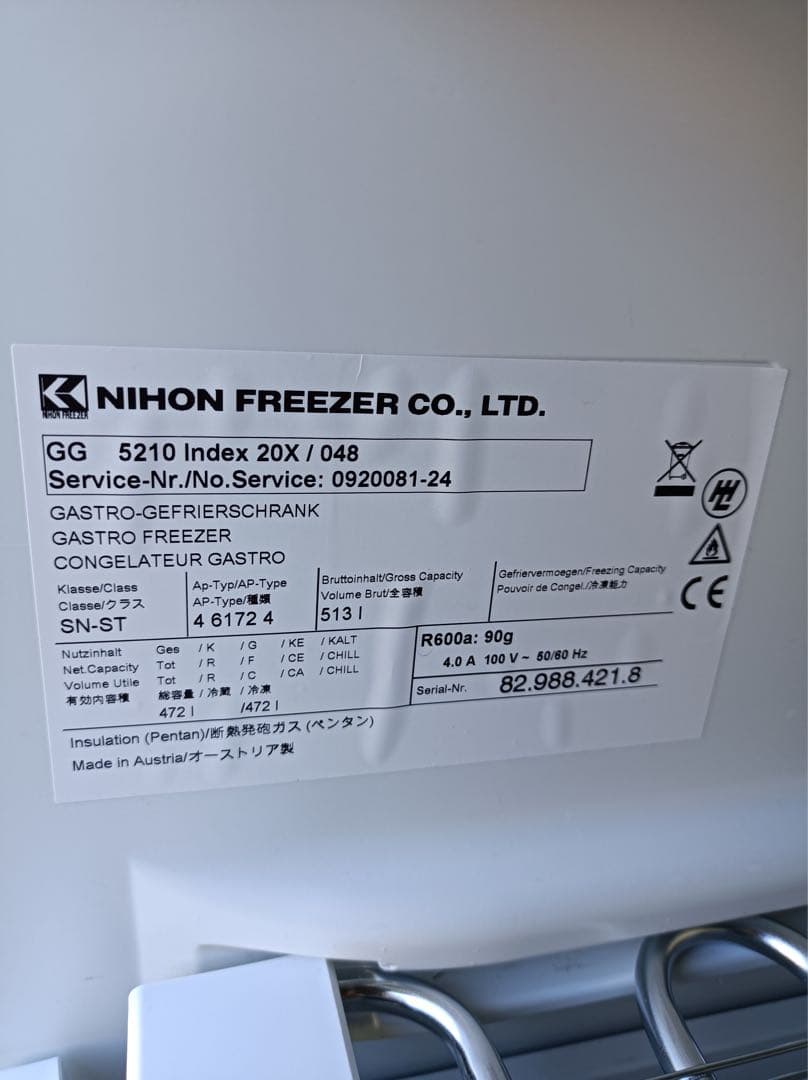 NIHON FREEZER
NIHON FREEZER CO., LTD.
GG 5210 Index 20X / 048
Service-Nr./No.Service: 0920081-24
GASTRO-GEFRIERSCHRANK
GASTRO FREEZER
CONGELATEUR GASTRO
Klasse/Class
Classe/クラス
SN-ST
Ap-Typ/AP-Type
AP-Type/種類
4 6172 4
Bruttoinhalt/Gross Capacity
Volume Brut/全容積
513 l
Gefriervermoegen/Freezing Capacity
Pouvoir de Congel./冷凍能力
CE
Nutzinhalt Ges / K / G / KE / KALT
Net.Capacity Tot / R / F / CE / CHILL
Volume Utile Tot / R / C / CA / CHILL
有効内容積 総容量 / 冷蔵 / 冷凍
472 l /472 l
R600a: 90g
4.0 A 100 V ~ 50/60 Hz
Serial-Nr. 82.988.421.8
Insulation (Pentan)/断熱発砲ガス (ペンタン)
Made in Austria/オーストリア製